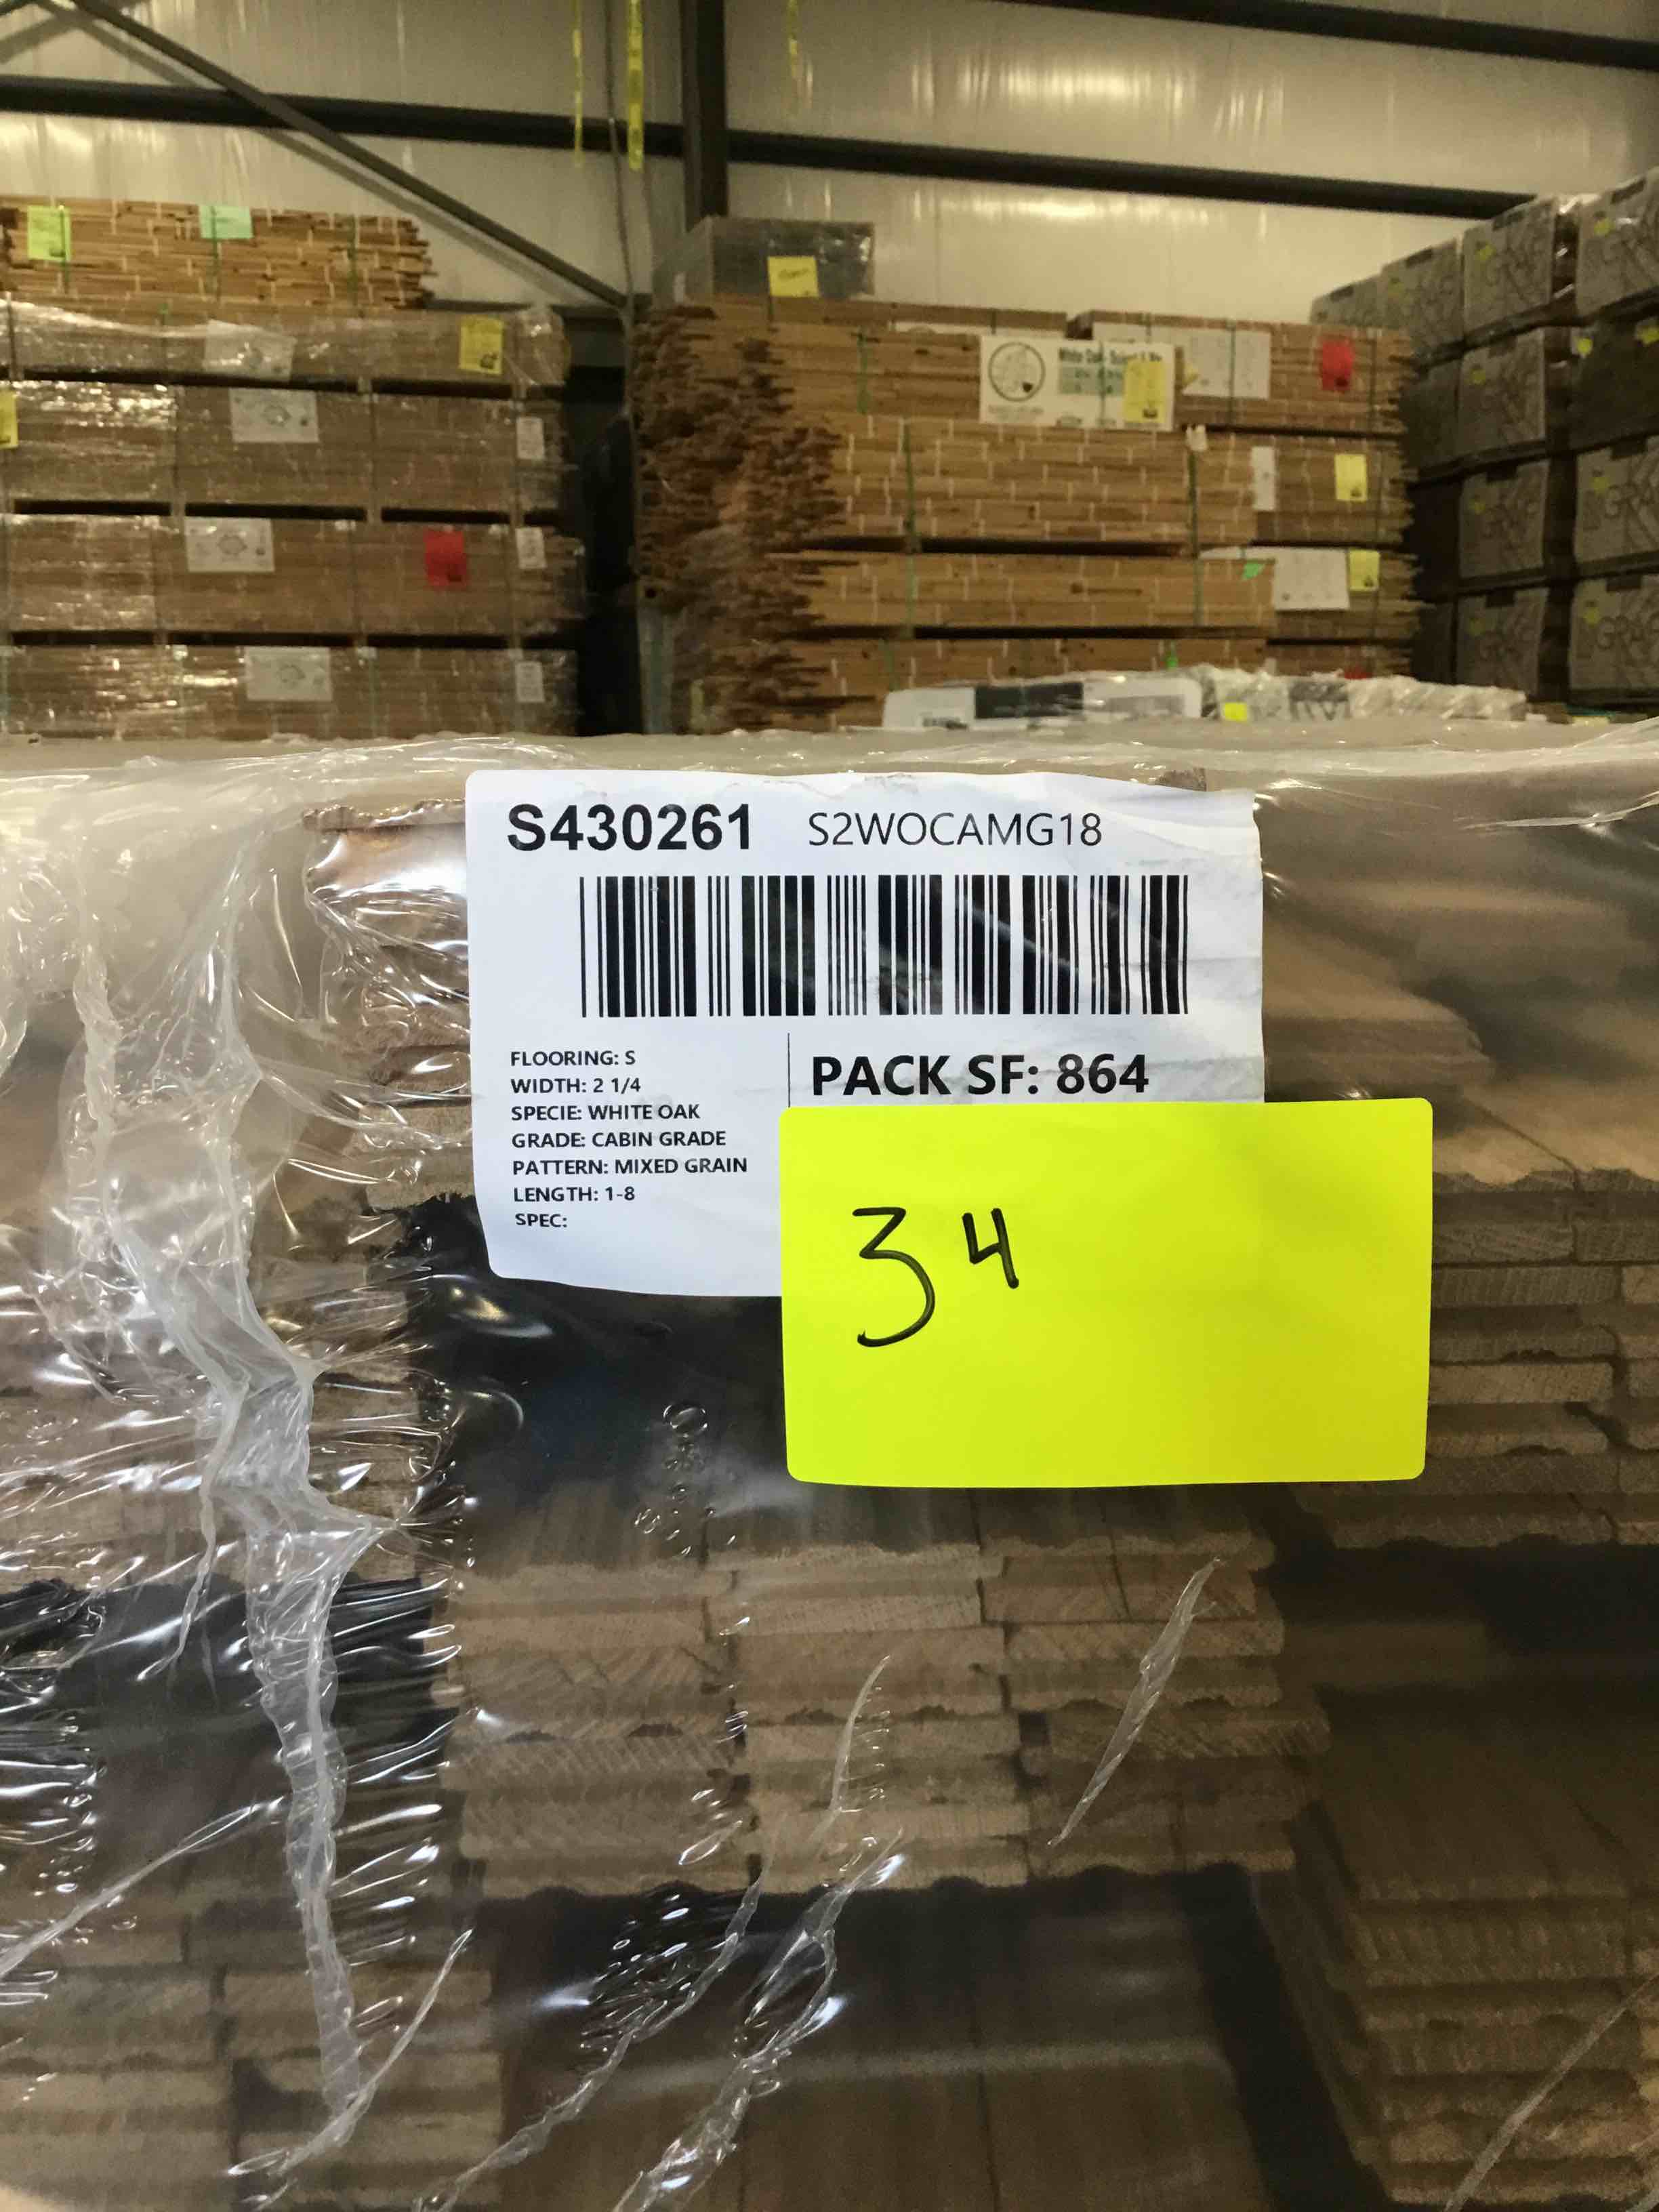 S430261 S2WOCAMG18
FLOORING: S
WIDTH: 2 1/4
SPECIE: WHITE OAK
GRADE: CABIN GRADE
PATTERN: MIXED GRAIN
LENGTH: 1-8
SPEC:
PACK SF: 864
34